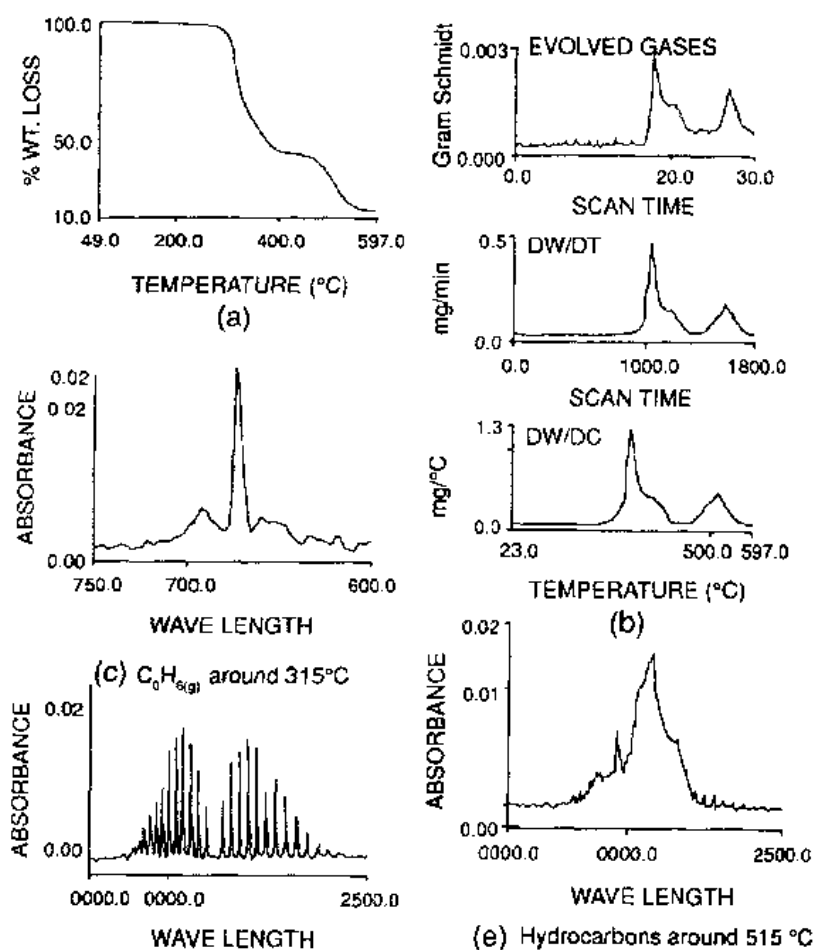 100.0
50.0
10.0
% WT. LOSS
49.0 200.0 400.0 597.0
TEMPERATURE (°C)
(a)
EVOLVED GASES
0.003
0.000
Gram Schmidt
0.0 20.0 30.0
SCAN TIME
DW/DT
0.5
0.0
mg/min
0.0 1000.0 1800.0
SCAN TIME
DW/DC
1.3
0.0
mg/°C
23.0 500.0 597.0
TEMPERATURE (°C)
(b)
0.02
0.02
0.00
ABSORBANCE
750.0 700.0 600.0
WAVE LENGTH
(c) C₀H₆(g) around 315°C
0.02
0.00
ABSORBANCE
0000.0 0000.0 2500.0
WAVE LENGTH
0.02
0.01
0.00
ABSORBANCE
0000.0 0000.0 2500.0
WAVE LENGTH
(e) Hydrocarbons around 515 °C